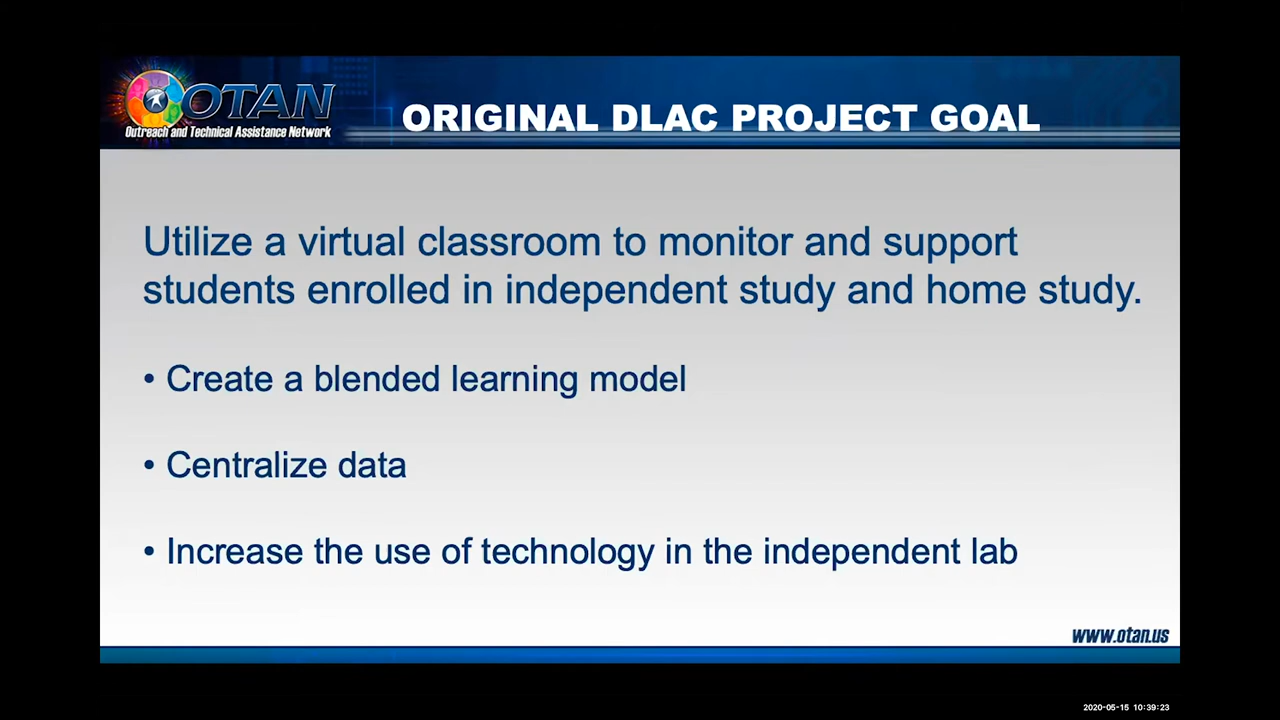 OTAN
Outreach and Technical Assistance Network
ORIGINAL DLAC PROJECT GOAL
Utilize a virtual classroom to monitor and support
students enrolled in independent study and home study.
• Create a blended learning model
• Centralize data
• Increase the use of technology in the independent lab
www.otan.us
2020-05-15 10:39:23